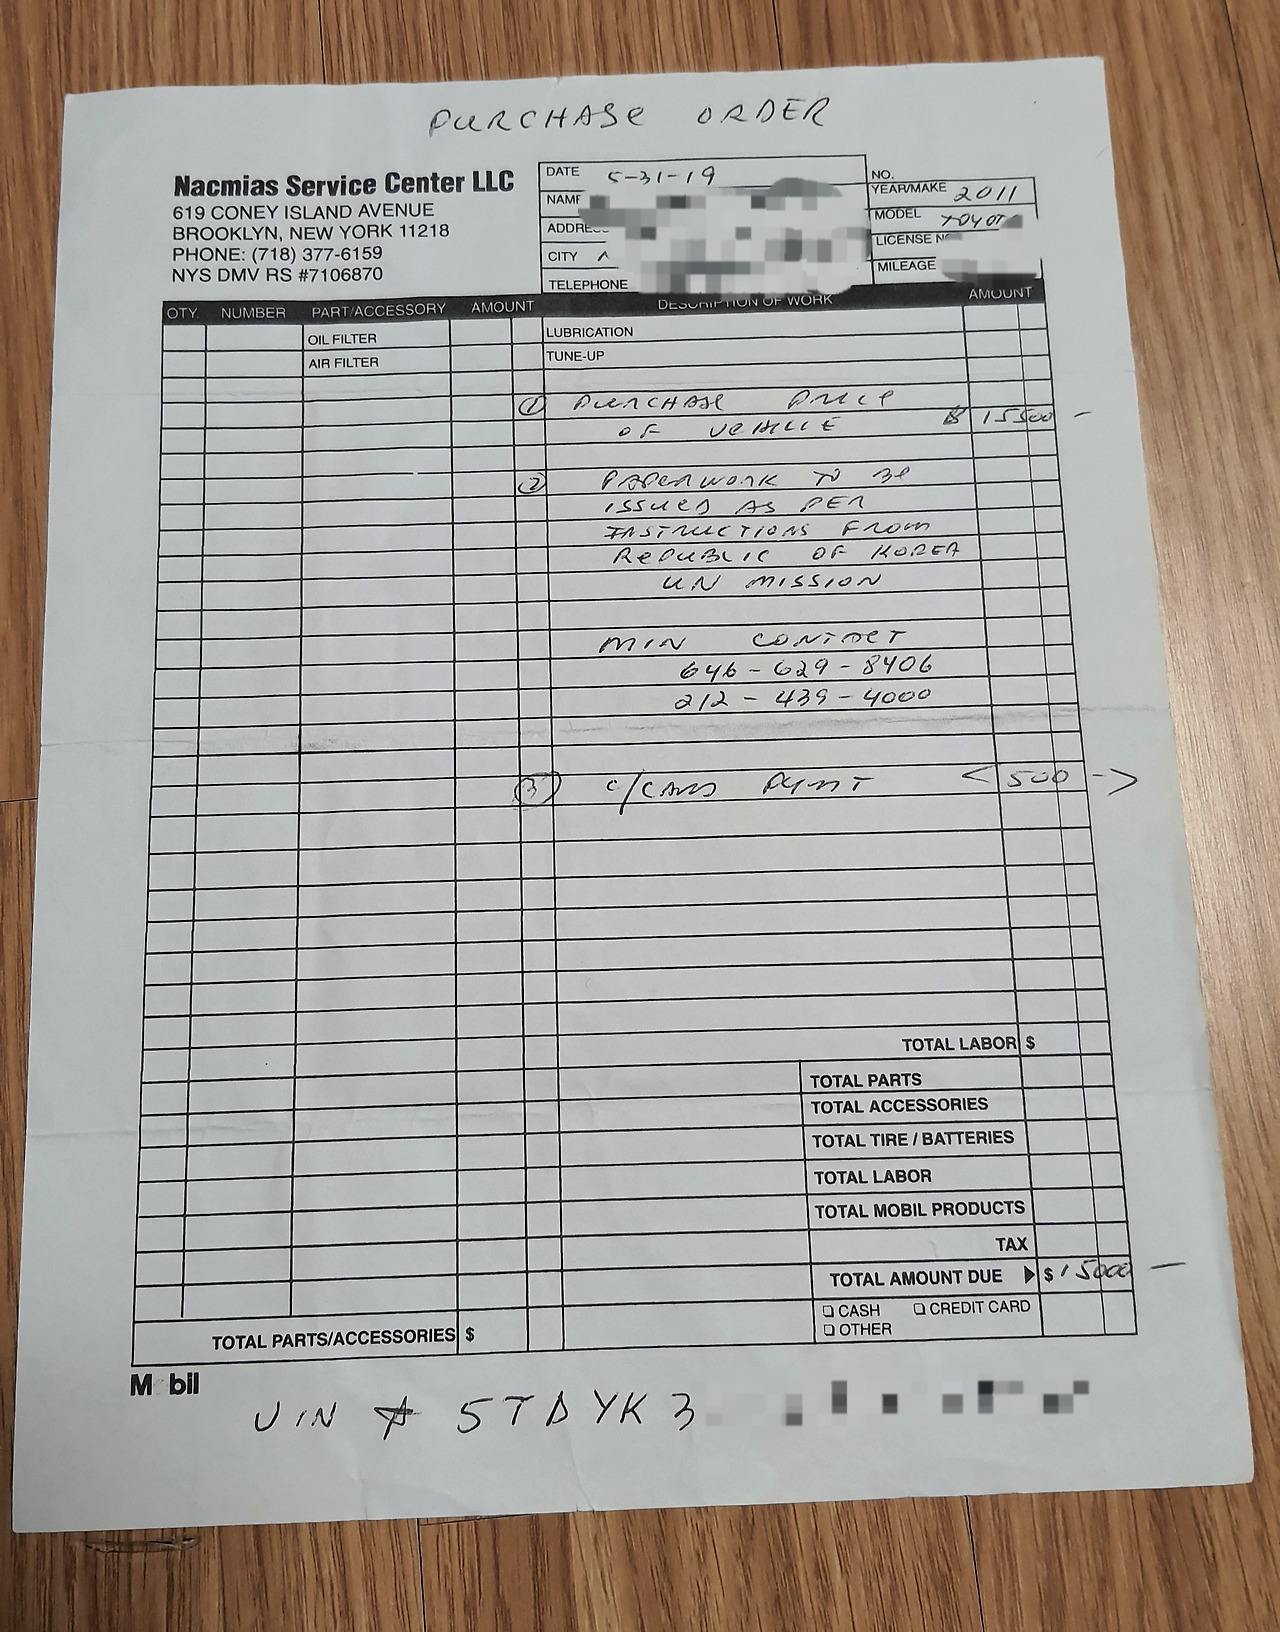 PURCHASE ORDER
Nacmias Service Center LLC
619 CONEY ISLAND AVENUE
BROOKLYN, NEW YORK 11218
PHONE: (718) 377-6159
NYS DMV RS #7106870
DATE 5-31-19
NAME
ADDRE
CITY
TELEPHONE
NO.
YEAR/MAKE 2011
MODEL TOYOTA
LICENSE N
MILEAGE
QTY. NUMBER PART/ACCESSORY AMOUNT DESCRIPTION OF WORK AMOUNT
OIL FILTER LUBRICATION
AIR FILTER TUNE-UP
1 PURCHASE PRICE
OF VEHICLE $ 15500 -
2 PAPERWORK TO BE
ISSUED AS PER
INSTRUCTIONS FROM
REPUBLIC OF KOREA
UN MISSION
MIN CONTACT
646-629-8406
212-439-4000
3 C/CARD PYMT <500 ->
TOTAL LABOR $
TOTAL PARTS
TOTAL ACCESSORIES
TOTAL TIRE / BATTERIES
TOTAL LABOR
TOTAL MOBIL PRODUCTS
TAX
TOTAL AMOUNT DUE ▶ $ 15000 -
❏ CASH ❏ CREDIT CARD
❏ OTHER
TOTAL PARTS/ACCESSORIES $
M bil
VIN # 5TDYK3